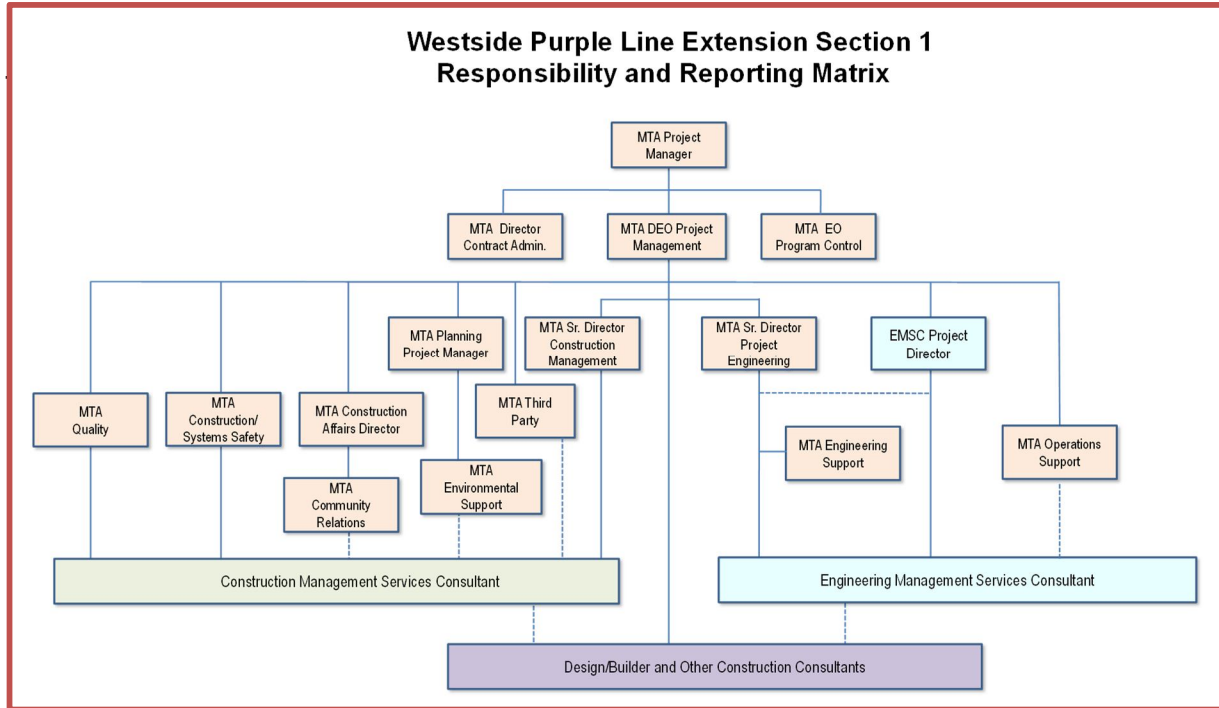 Westside Purple Line Extension Section 1
Responsibility and Reporting Matrix
MTA Project
Manager
MTA Director
Contract Admin.
MTA DEO Project
Management
MTA EO
Program Control
MTA Planning
Project Manager
MTA Sr. Director
Construction
Management
MTA Sr. Director
Project
Engineering
EMSC Project
Director
MTA
Quality
MTA
Construction/
Systems Safety
MTA Construction
Affairs Director
MTA Third
Party
MTA Engineering
Support
MTA Operations
Support
MTA
Community
Relations
MTA
Environmental
Support
Construction Management Services Consultant
Engineering Management Services Consultant
Design/Builder and Other Construction Consultants